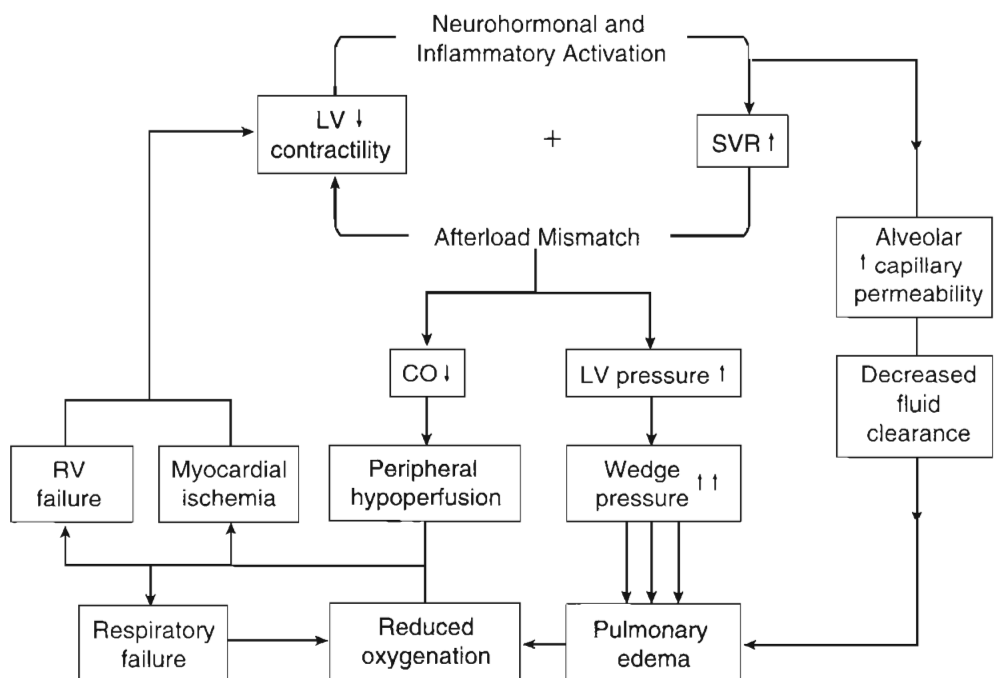 Neurohormonal and
Inflammatory Activation
LV ↓
contractility
+
SVR ↑
Afterload Mismatch
Alveolar
↑ capillary
permeability
CO ↓
LV pressure ↑
Decreased
fluid
clearance
RV
failure
Myocardial
ischemia
Peripheral
hypoperfusion
Wedge
pressure ↑ ↑
Respiratory
failure
Reduced
oxygenation
Pulmonary
edema